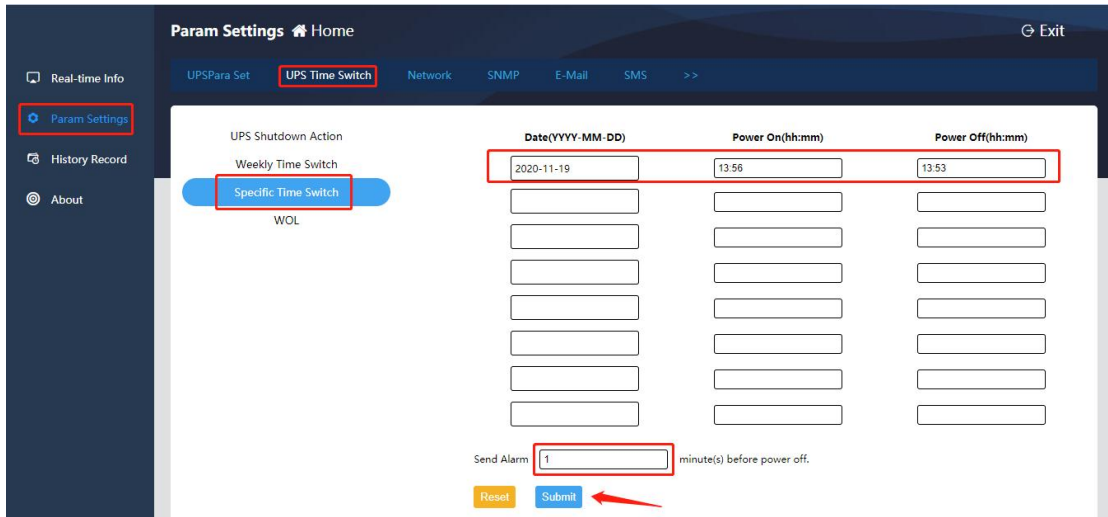 Param Settings Home
Exit
Real-time Info
Param Settings
History Record
About
UPSPara Set UPS Time Switch Network SNMP E-Mail SMS >>
UPS Shutdown Action
Weekly Time Switch
Specific Time Switch
WOL
Date(YYYY-MM-DD) Power On(hh:mm) Power Off(hh:mm)
2020-11-19 13:56 13:53
Send Alarm 1 minute(s) before power off.
Reset Submit